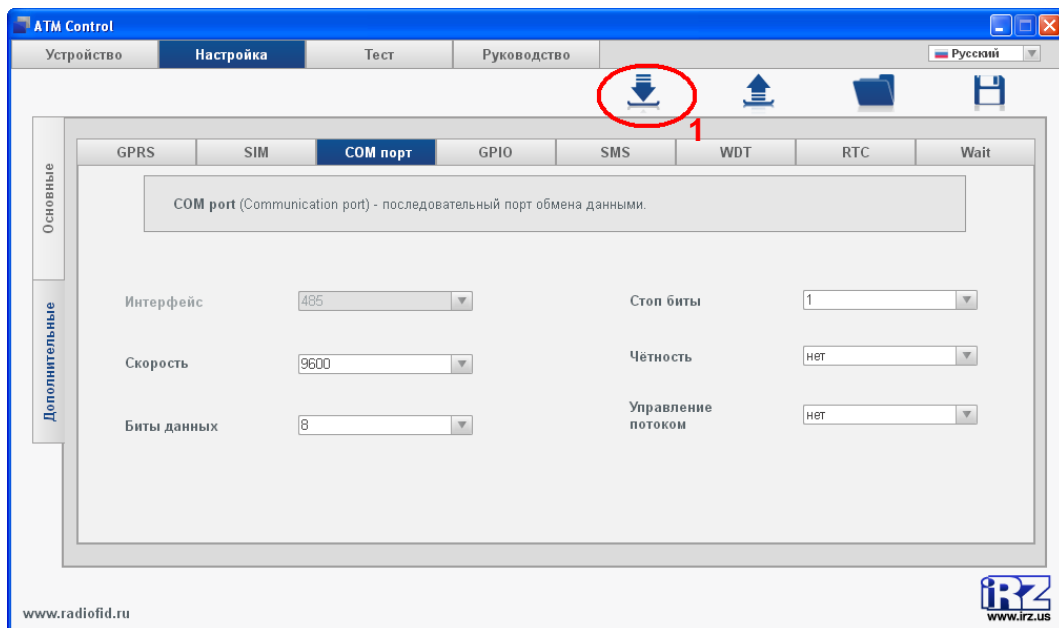 ATM Control
Устройство Настройка Тест Руководство Русский
1
GPRS SIM COM порт GPIO SMS WDT RTC Wait
Основные
Дополнительные
COM port (Communication port) - последовательный порт обмена данными.
Интерфейс 485 Стоп биты 1
Скорость 9600 Чётность нет
Биты данных 8 Управление потоком нет
www.radiofid.ru
iRZ
www.irz.us